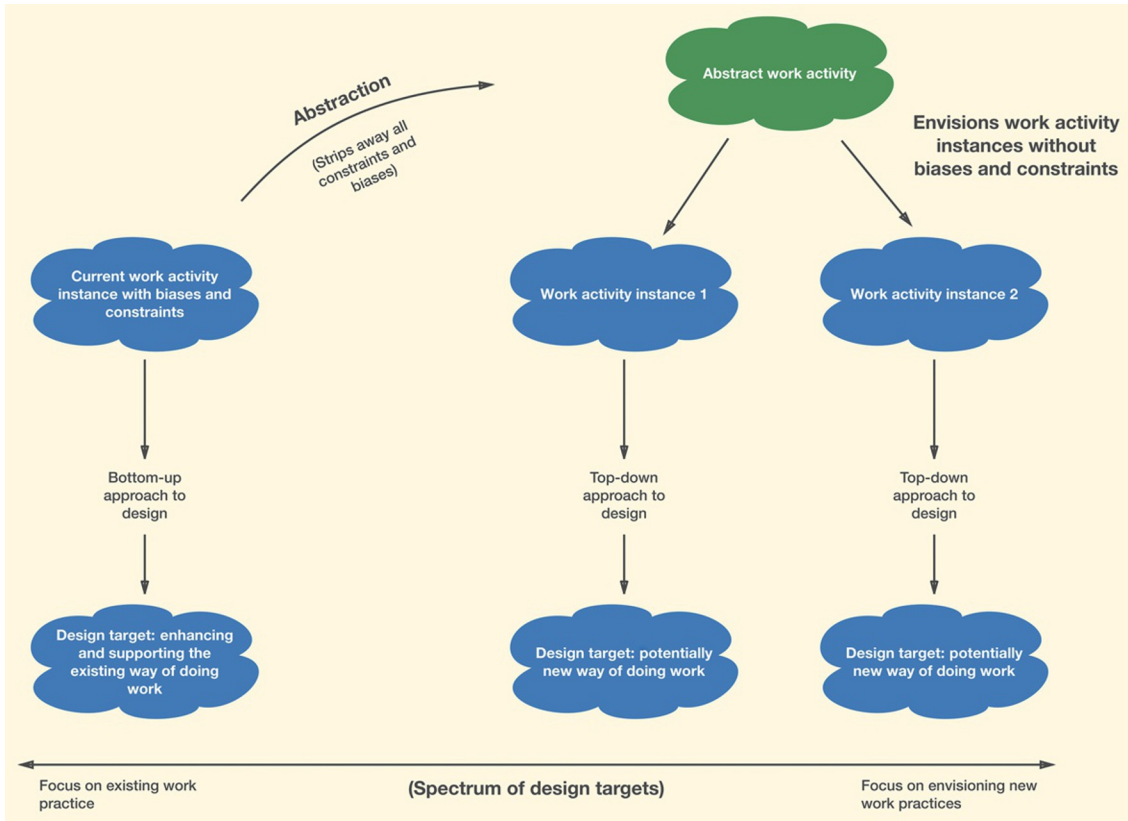 Abstract work activity
Abstraction
(Strips away all
constraints and
biases)
Envisions work activity
instances without
biases and constraints
Current work activity
instance with biases and
constraints
Work activity instance 1
Work activity instance 2
Bottom-up
approach to
design
Top-down
approach to
design
Top-down
approach to
design
Design target: enhancing
and supporting the
existing way of doing
work
Design target: potentially
new way of doing work
Design target: potentially
new way of doing work
Focus on existing work
practice
(Spectrum of design targets)
Focus on envisioning new
work practices